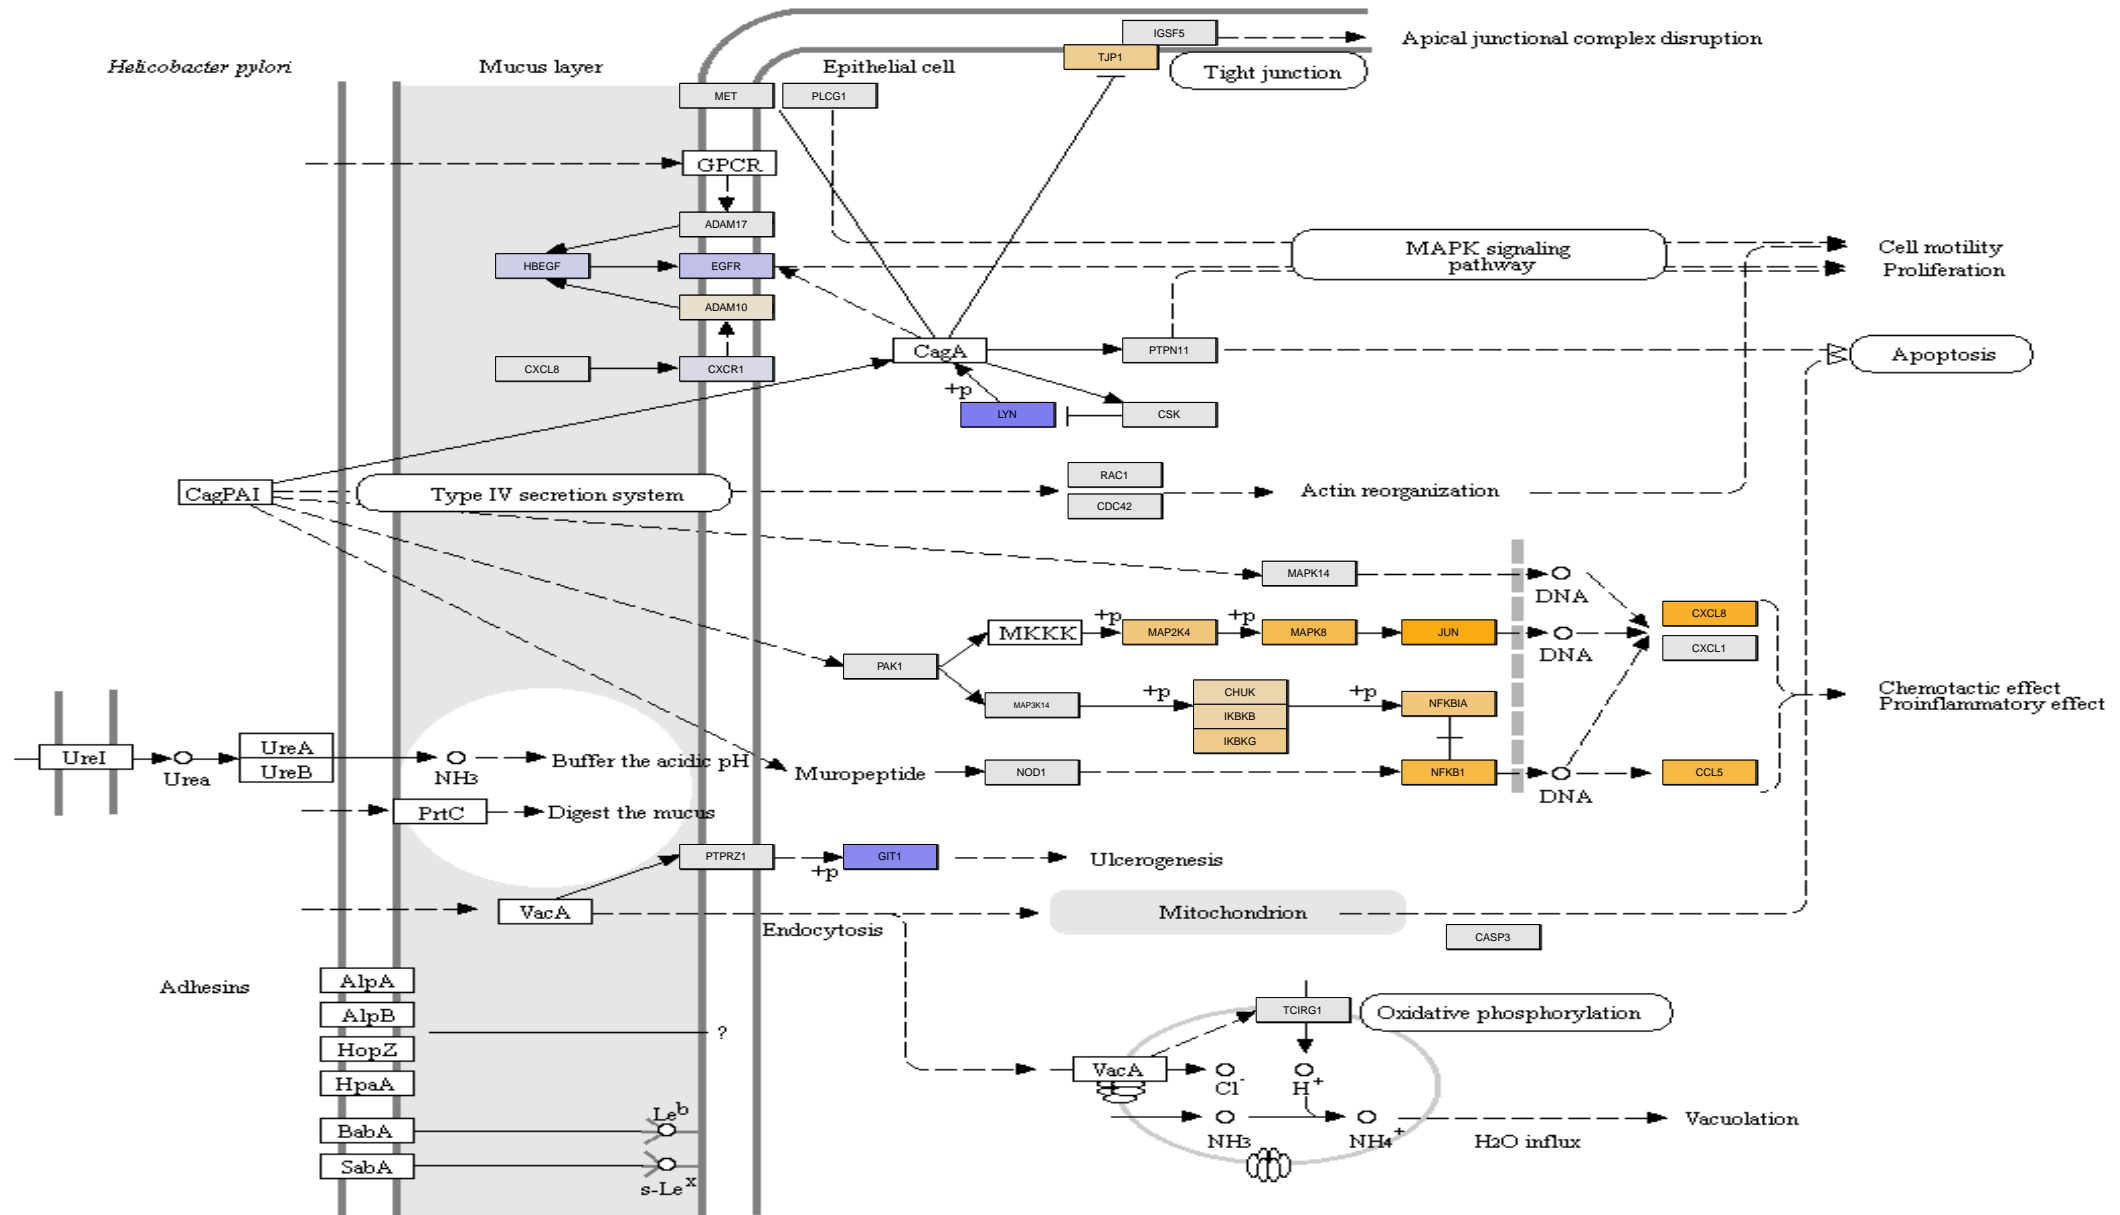 IGSF5
Apical junctional complex disruption
TJP1
Helicobacter pylori
Mucus layer
Epithelial cell
Tight junction
MET
PLCG1
GPCR
ADAM17
MAPK signaling
pathway
Cell motility
Proliferation
HBEGF
EGFR
ADAM10
CagA
PTPN11
Apoptosis
CXCL8
CXCR1
+p
LYN
CSK
CagPAI
Type IV secretion system
RAC1
CDC42
Actin reorganization
MAPK14
DNA
+p
+p
CXCL8
MKKK
MAP2K4
MAPK8
JUN
DNA
CXCL1
PAK1
+p
+p
CHUK
IKBKB
IKBKG
MAP3K14
NFKBIA
Chemotactic effect
Proinflammatory effect
UreI
Urea
UreA
UreB
NH3
Buffer the acidic pH
Muropeptide
NOD1
NFKB1
DNA
CCL5
PrtC
Digest the mucus
PTPRZ1
+p
GIT1
Ulcerogenesis
VacA
Endocytosis
Mitochondrion
CASP3
Adhesins
AlpA
AlpB
HopZ
HpaA
BabA
SabA
?
Le b
s-Le x
TCIRG1
Oxidative phosphorylation
VacA
Cl -
H +
NH3
NH4 +
H2O influx
Vacuolation